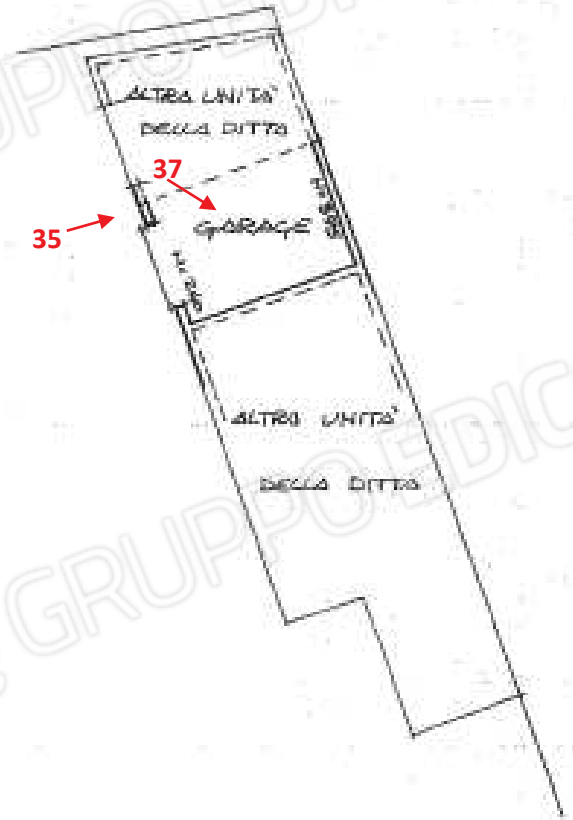 ALTRA UNITA'
DELLA DITTA
37
GARAGE
35
ALTRA UNITA'
DELLA DITTA
GRUPPO EDIC